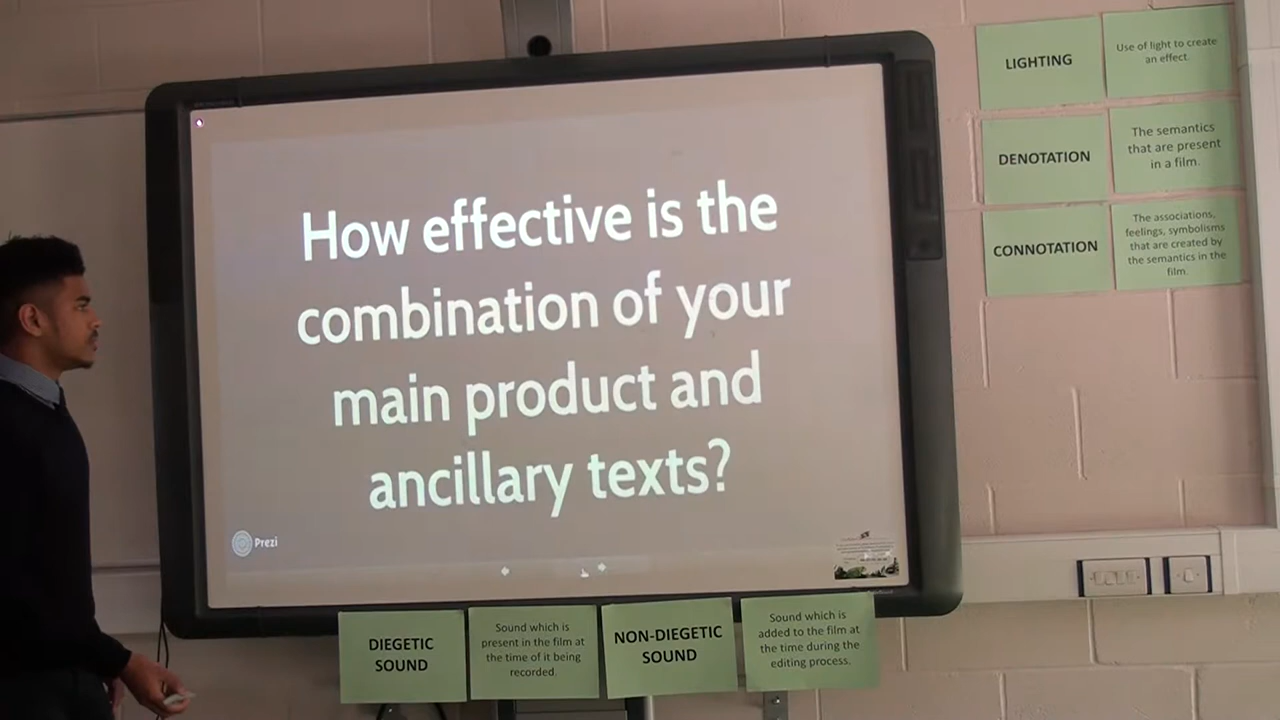 How effective is the
combination of your
main product and
ancillary texts?
Prezi
LIGHTING
Use of light to create
an effect.
DENOTATION
The semantics
that are present
in a film.
CONNOTATION
The associations,
feelings, symbolisms
that are created by
the semantics in the
film.
DIEGETIC
SOUND
Sound which is
present in the film at
the time of it being
recorded.
NON-DIEGETIC
SOUND
Sound which is
added to the film at
the time during the
editing process.